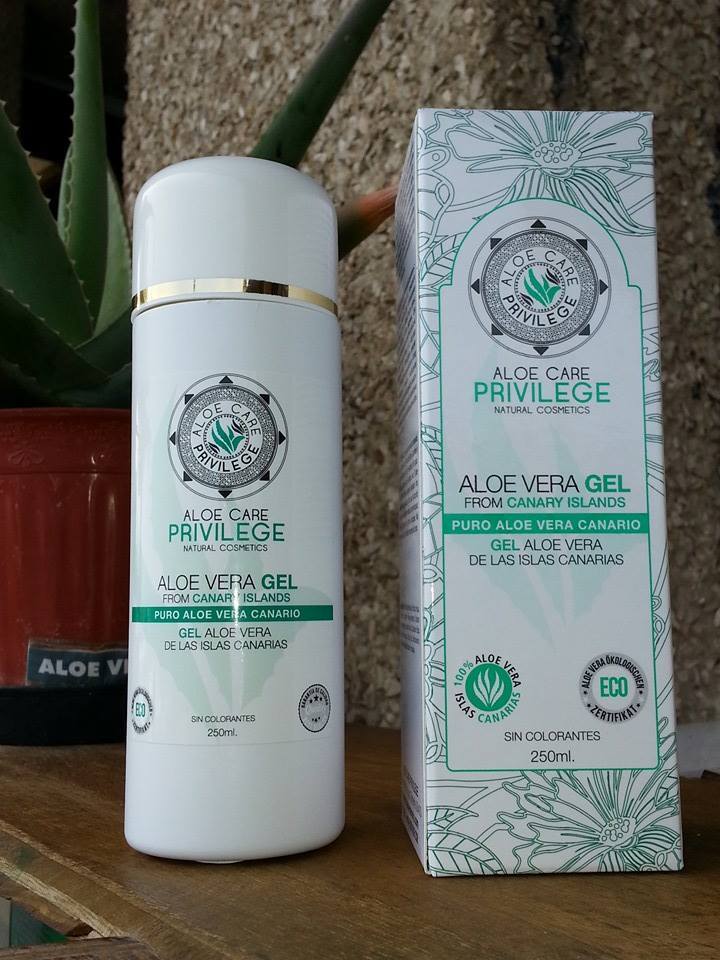 ALOE CARE
PRIVILEGE
ALOE CARE
PRIVILEGE
NATURAL COSMETICS
ALOE VERA GEL
FROM CANARY ISLANDS
PURO ALOE VERA CANARIO
GEL ALOE VERA
DE LAS ISLAS CANARIAS
ECO
SIN COLORANTES
250ml.
ALOE CARE
PRIVILEGE
ALOE CARE
PRIVILEGE
NATURAL COSMETICS
ALOE VERA GEL
FROM CANARY ISLANDS
PURO ALOE VERA CANARIO
GEL ALOE VERA
DE LAS ISLAS CANARIAS
100% ALOE VERA
ISLAS CANARIAS
ALOE VERA ÖKOLOGISCHEN
ECO
ZERTIFIKAT
SIN COLORANTES
250ml.
ALOE